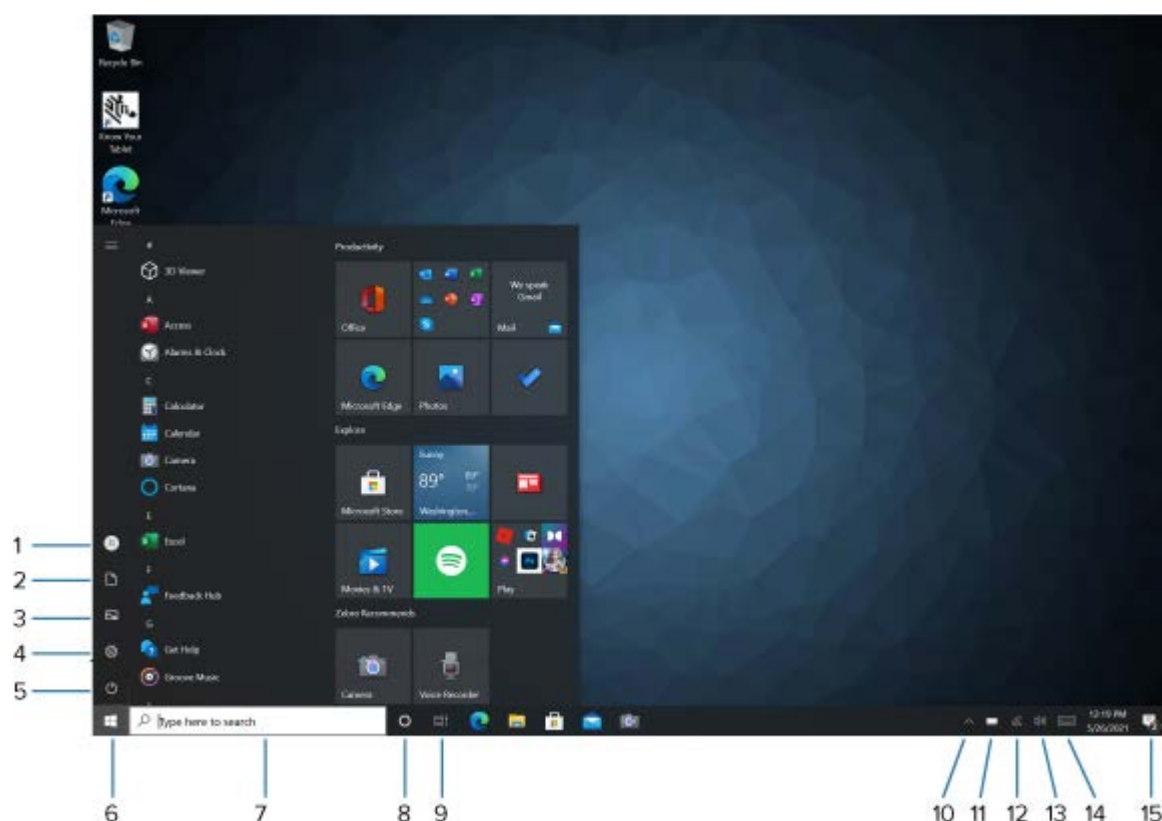 Recycle Bin
Know Your
Tablet
Microsoft
Edge
#
3D Viewer
A
Access
Alarms & Clock
C
Calculator
Calendar
Camera
Cortana
E
Excel
F
Feedback Hub
G
Get Help
Groove Music
Productivity
Office
We speak
Gmail
Mail
Microsoft Edge
Photos
Explore
Microsoft Store
Sunny
89°
89°
Washington,...
Movies & TV
Play
Zebra Recommends
Camera
Voice Recorder
Type here to search
12:19 PM
5/26/2021
1
2
3
4
5
6
7
8
9
10
11
12
13
14
15